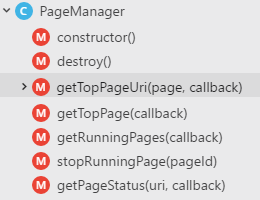 C PageManager
M constructor()
M destroy()
M getTopPageUri(page, callback)
M getTopPage(callback)
M getRunningPages(callback)
M stopRunningPage(pageId)
M getPageStatus(uri, callback)